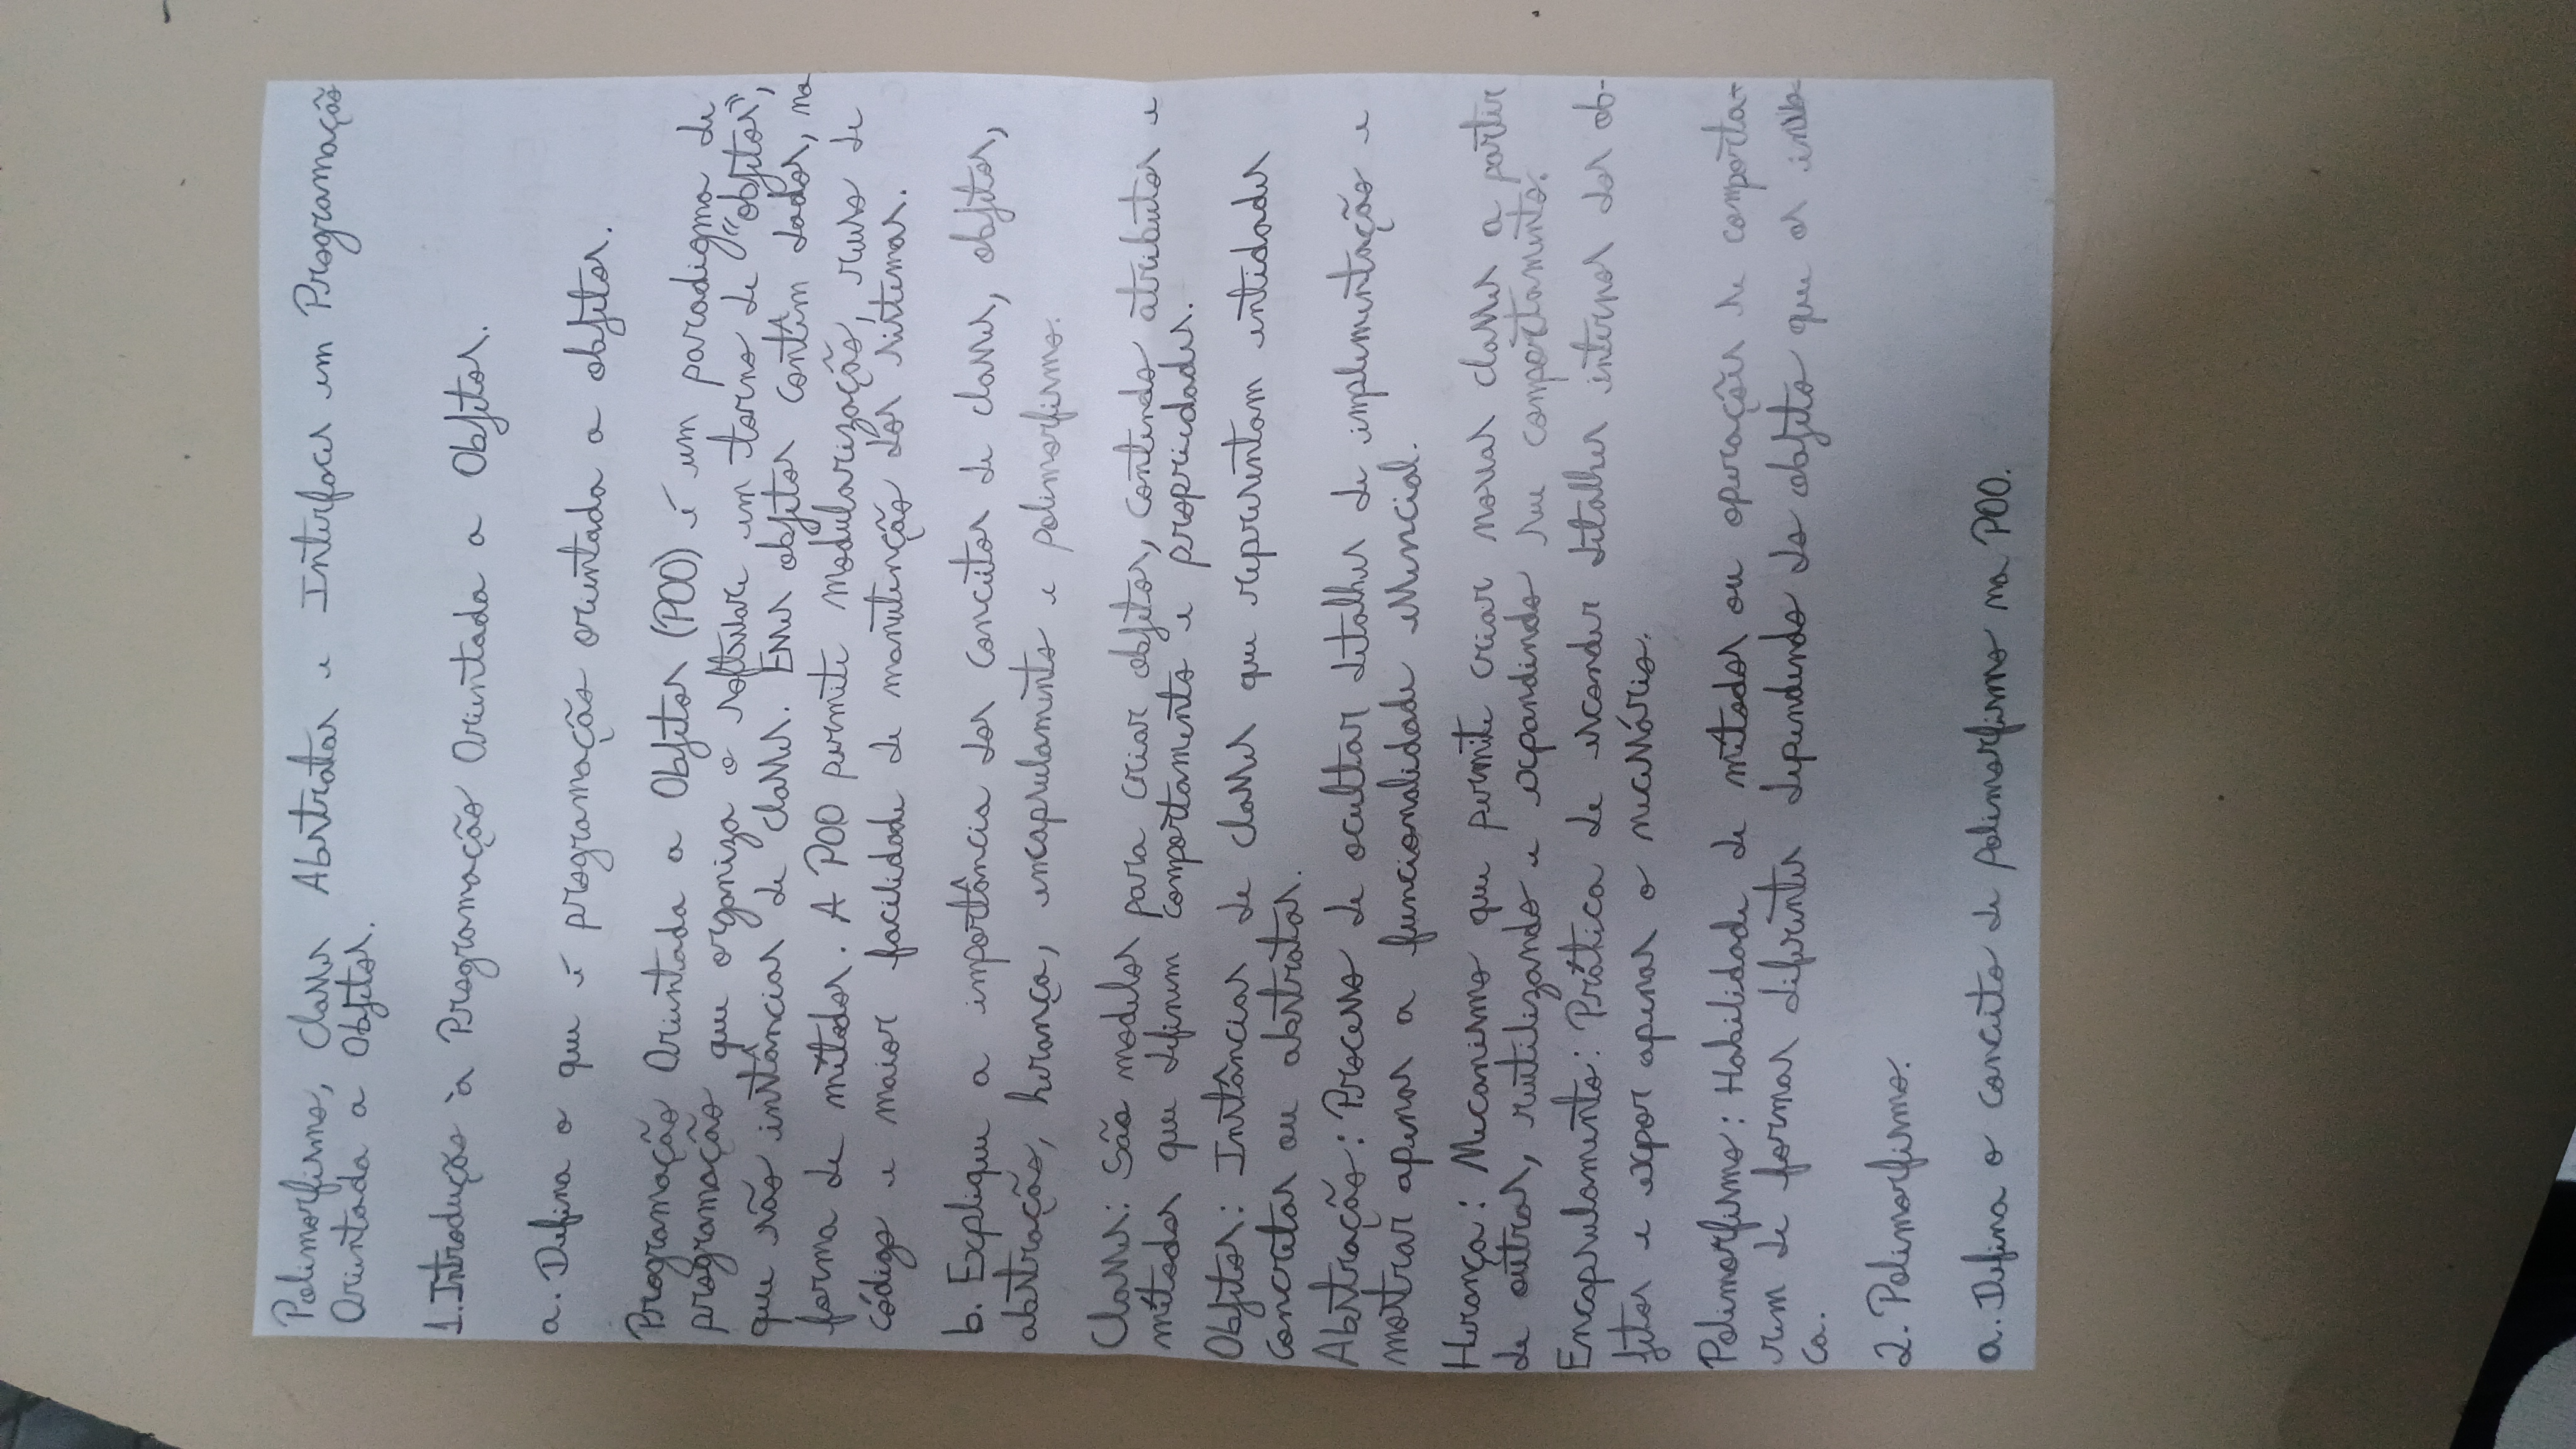 Polimorfismo, Classes Abstratas e Interfaces em Programação
Orientada a Objetos.
1. Introdução à Programação Orientada a Objetos.
a. Defina o que é programação orientada a objetos.
Programação Orientada a Objetos (POO) é um paradigma de
programação que organiza o software em torno de "objetos",
que são instâncias de classes. Esses objetos contêm dados, na
forma de métodos. A POO permite modularização, reuso de
código e maior facilidade de manutenção dos sistemas.
b. Explique a importância dos conceitos de classes, objetos,
abstração, herança, encapsulamento e polimorfismo.
Classes: São modelos para criar objetos, contendo atributos e
métodos que definem comportamento e propriedades.
Objetos: Instâncias de classes que representam entidades
concretas ou abstratas.
Abstração: Processo de ocultar detalhes de implementação e
mostrar apenas a funcionalidade essencial.
Herança: Mecanismo que permite criar novas classes a partir
de outras, reutilizando e expandindo seu comportamento.
Encapsulamento: Prática de esconder detalhes internos dos ob-
jetos e expor apenas o necessário.
Polimorfismo: Habilidade de métodos ou operações se comporta-
rem de formas diferentes dependendo do objeto que os invo-
ca.
2. Polimorfismo.
a. Defina o conceito de polimorfismo na POO.